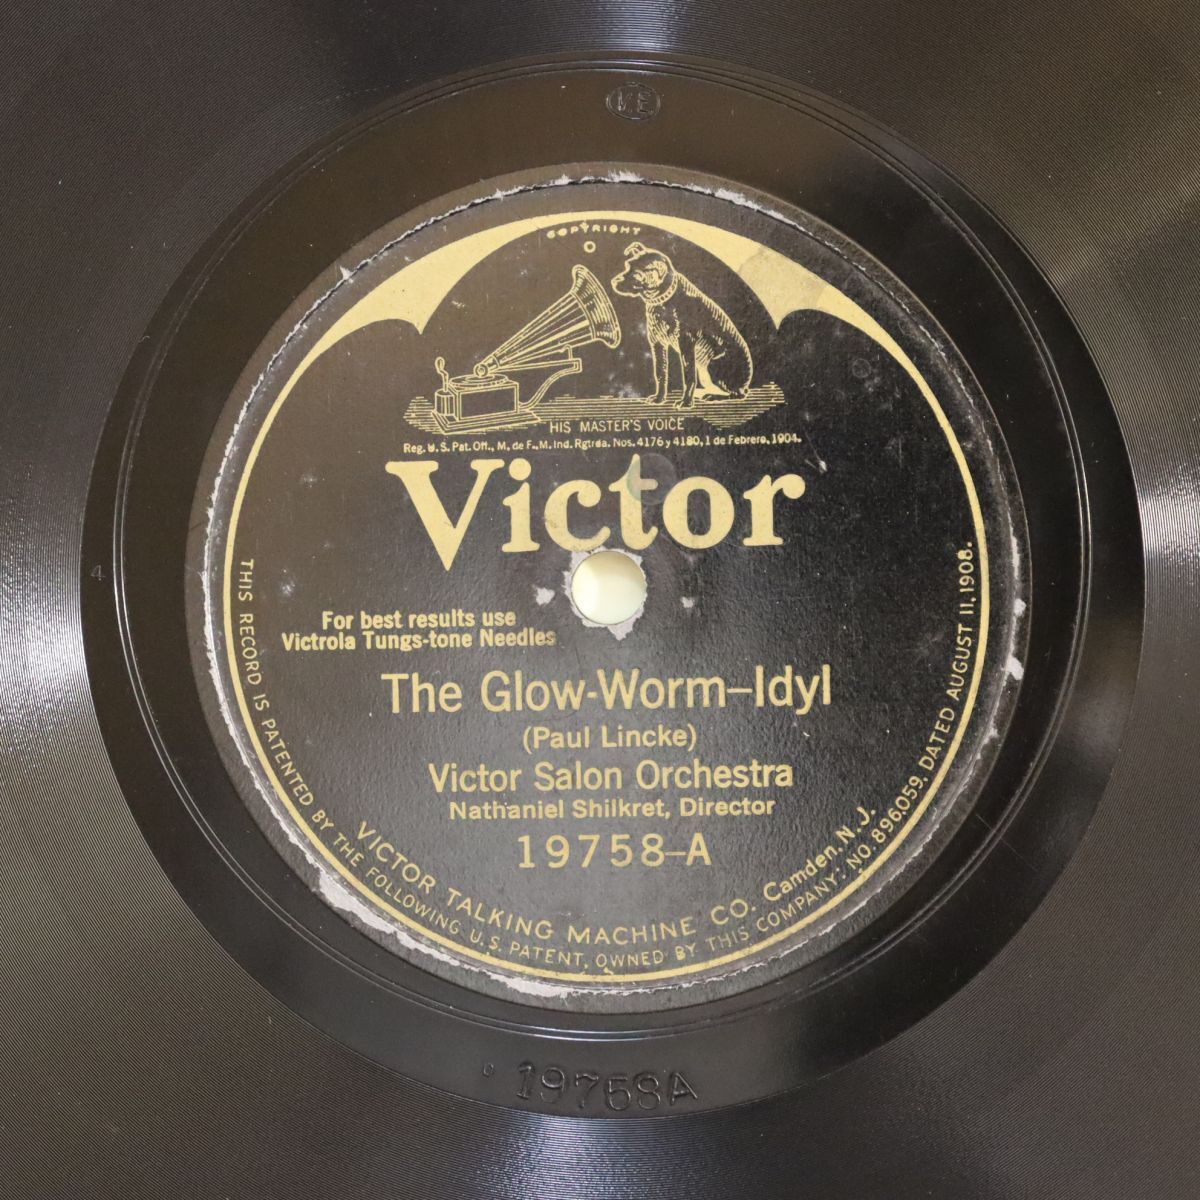 VE
COPYRIGHT
HIS MASTER'S VOICE
Reg. U.S. Pat. Off., M. de F., M. Ind. Rgtrda. Nos. 4176 y 4180, 1 de Febrero, 1904.
Victor
For best results use
Victrola Tungs-tone Needles
The Glow-Worm–Idyl
(Paul Lincke)
Victor Salon Orchestra
Nathaniel Shilkret, Director
19758–A
VICTOR TALKING MACHINE CO. Camden, N.J.
THIS RECORD IS PATENTED BY THE FOLLOWING U.S. PATENT, OWNED BY THIS COMPANY: NO. 896,059, DATED AUGUST 11, 1908.
4
19758A